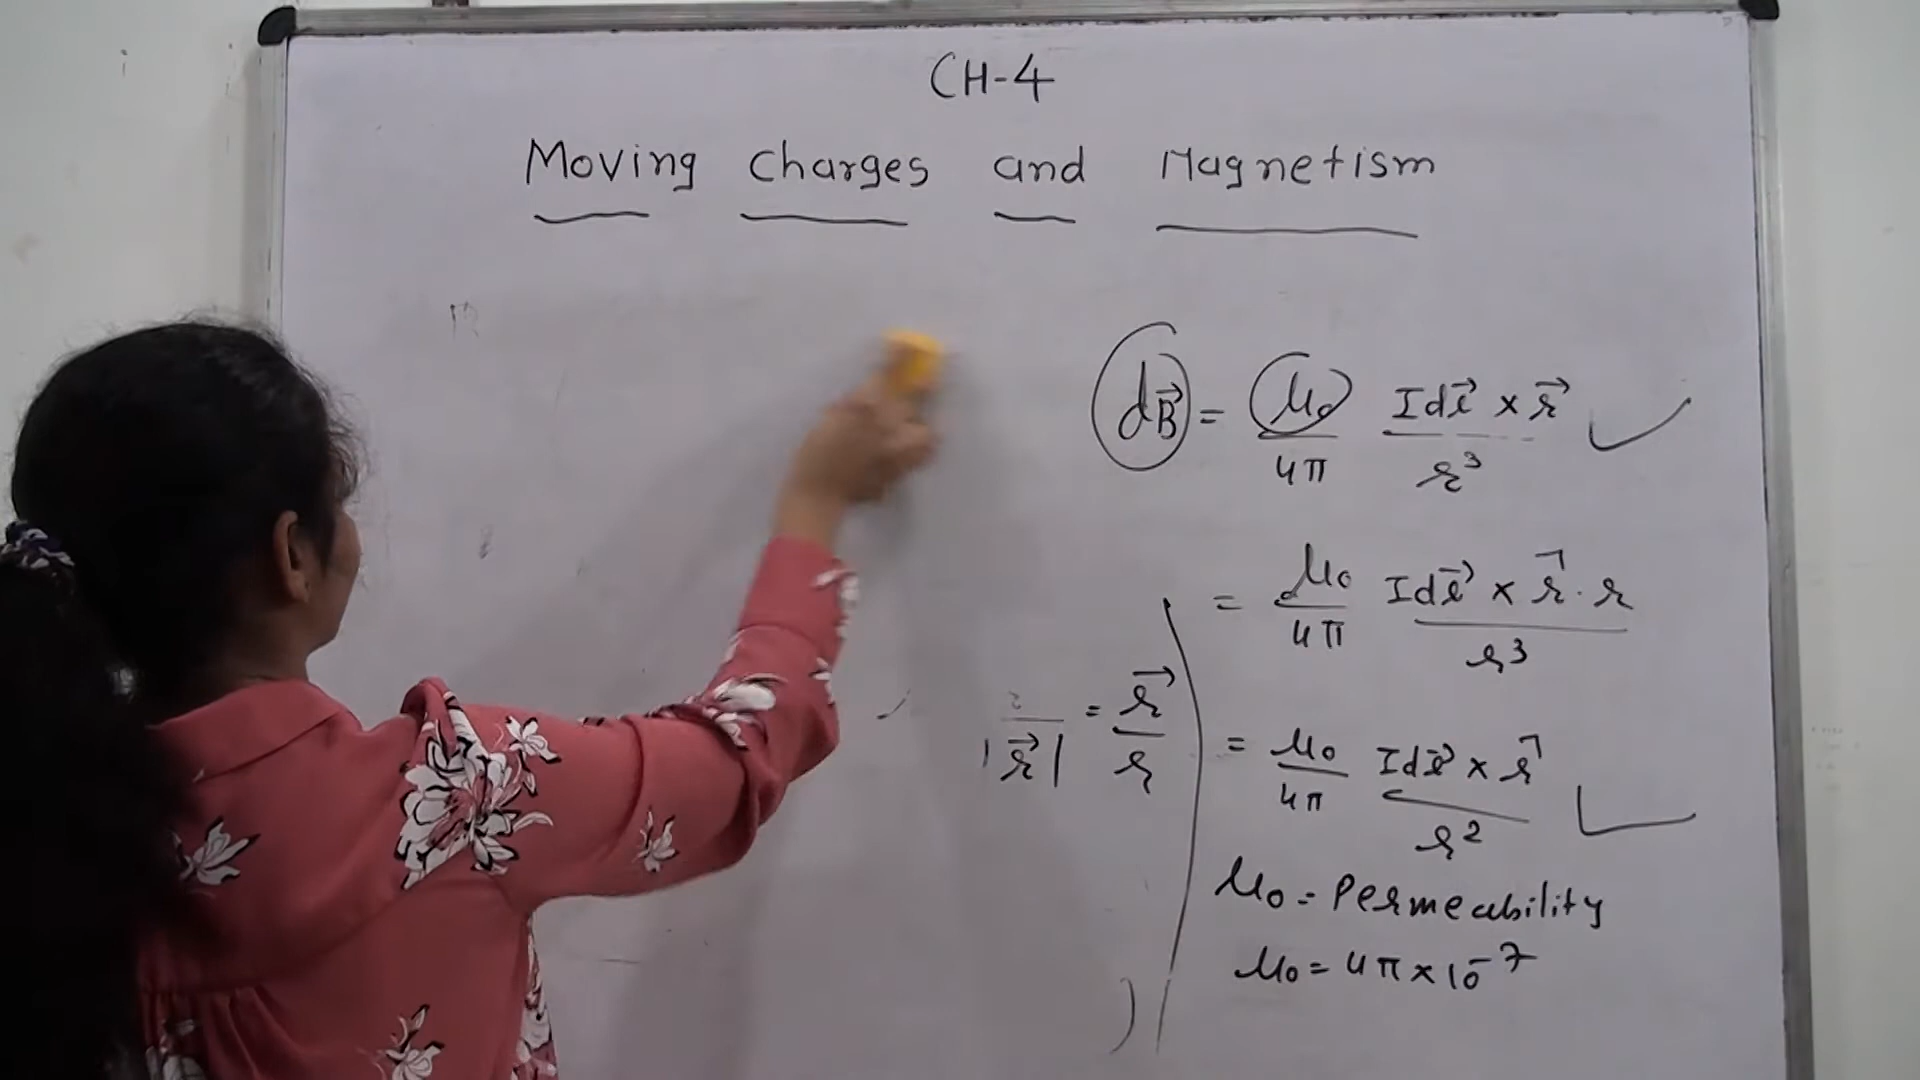 CH-4
Moving Charges and Magnetism
dB⃗ = μ₀/4π Idl⃗ × r⃗/r³
= μ₀/4π Idl⃗ × r⃗ · r/r³
/|r⃗| = r⃗/r
= μ₀/4π Idl⃗ × r⃗/r²
μ₀ = Permeability
μ₀ = 4π × 10⁻⁷